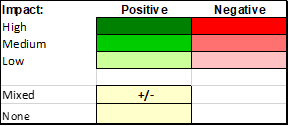 Impact: Positive Negative
High
Medium
Low
Mixed +/-
None